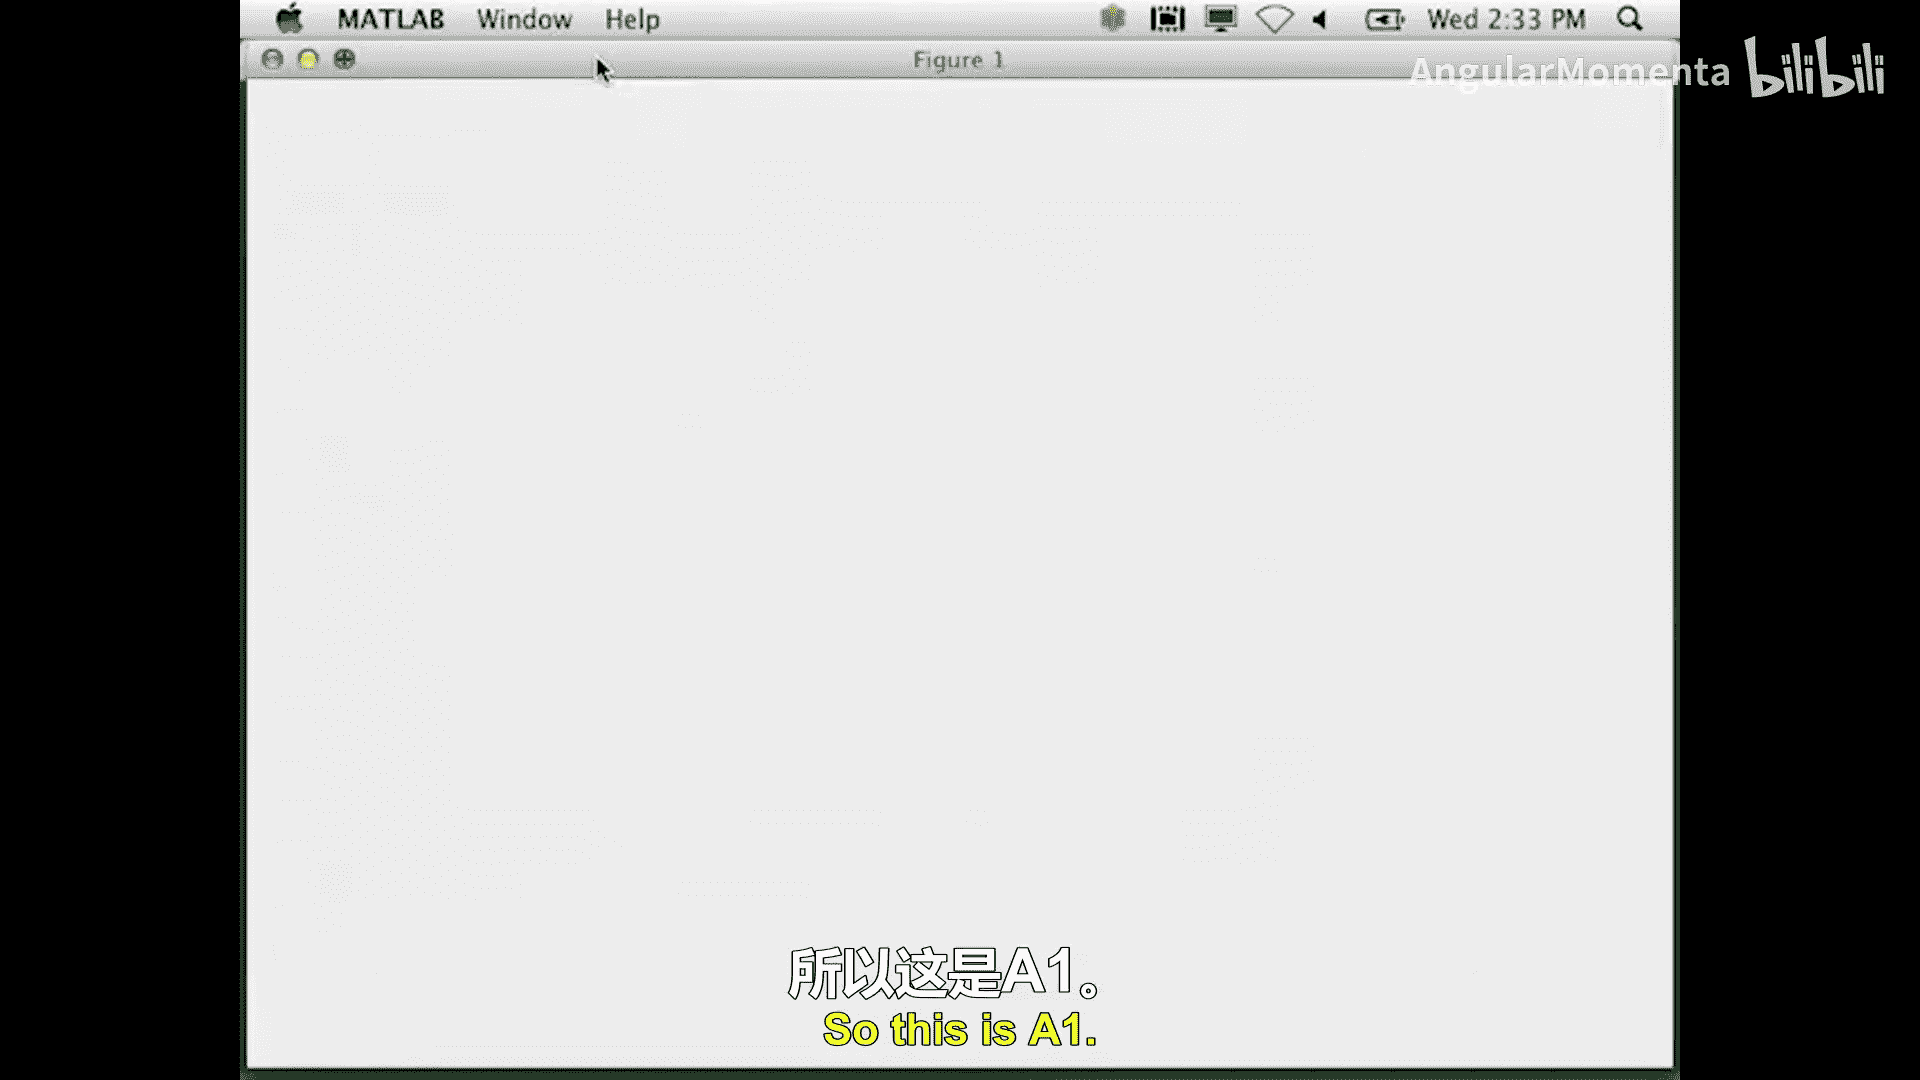 MATLAB Window Help Wed 2:33 PM
Figure 1
AngularMomenta bilibili
所以这是A1。
So this is A1.